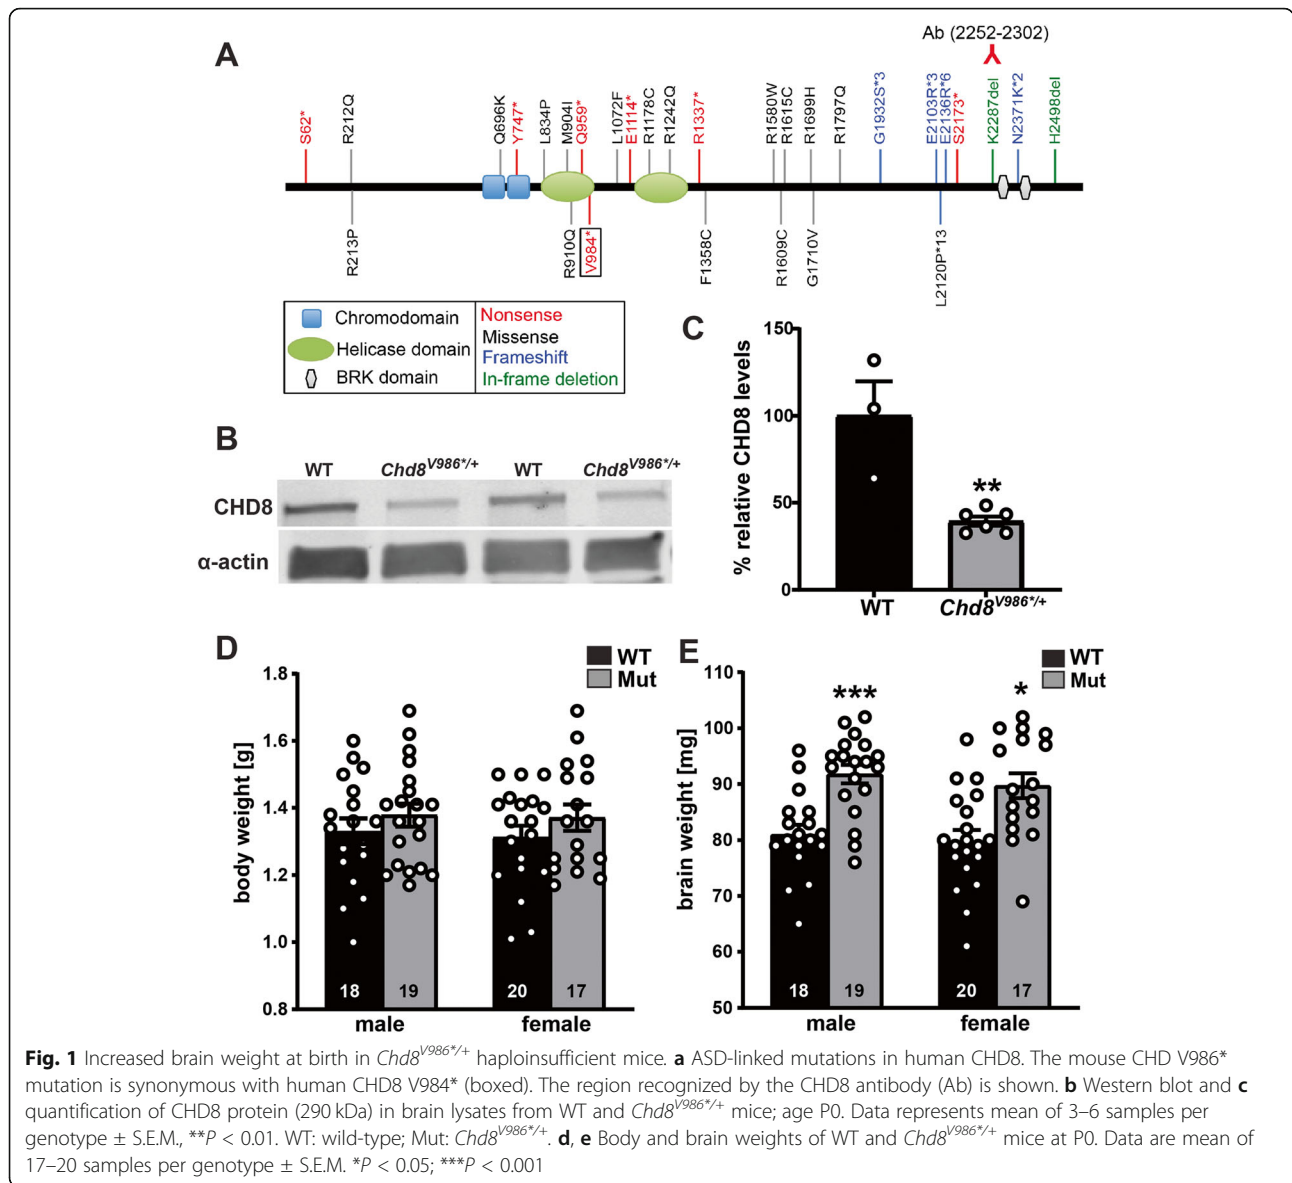 A
Ab (2252-2302)
S62*
R212Q
Q696K
Y747*
L834P
M904I
Q959*
L1072F
E1114*
R1178C
R1242Q
R1337*
R1580W
R1615C
R1699H
R1797Q
G1932S*3
E2103R*3
E2136R*6
S2173*
K2287del
N2371K*2
H2498del
R213P
R910Q
V984*
F1358C
R1609C
G1710V
L2120P*13
Chromodomain
Helicase domain
BRK domain
Nonsense
Missense
Frameshift
In-frame deletion
B
WT Chd8V986*/+ WT Chd8V986*/+
CHD8
α-actin
C
% relative CHD8 levels
150
100
50
0
**
WT Chd8V986*/+
D
WT
Mut
body weight [g]
1.8
1.6
1.4
1.2
1.0
0.8
18 19 20 17
male female
E
WT
Mut
brain weight [mg]
110
100
90
80
70
60
50
*** *
18 19 20 17
male female
Fig. 1 Increased brain weight at birth in Chd8V986*/+ haploinsufficient mice. a ASD-linked mutations in human CHD8. The mouse CHD V986*
mutation is synonymous with human CHD8 V984* (boxed). The region recognized by the CHD8 antibody (Ab) is shown. b Western blot and c
quantification of CHD8 protein (290 kDa) in brain lysates from WT and Chd8V986*/+ mice; age P0. Data represents mean of 3–6 samples per
genotype ± S.E.M., **P < 0.01. WT: wild-type; Mut: Chd8V986*/+. d, e Body and brain weights of WT and Chd8V986*/+ mice at P0. Data are mean of
17–20 samples per genotype ± S.E.M. *P < 0.05; ***P < 0.001